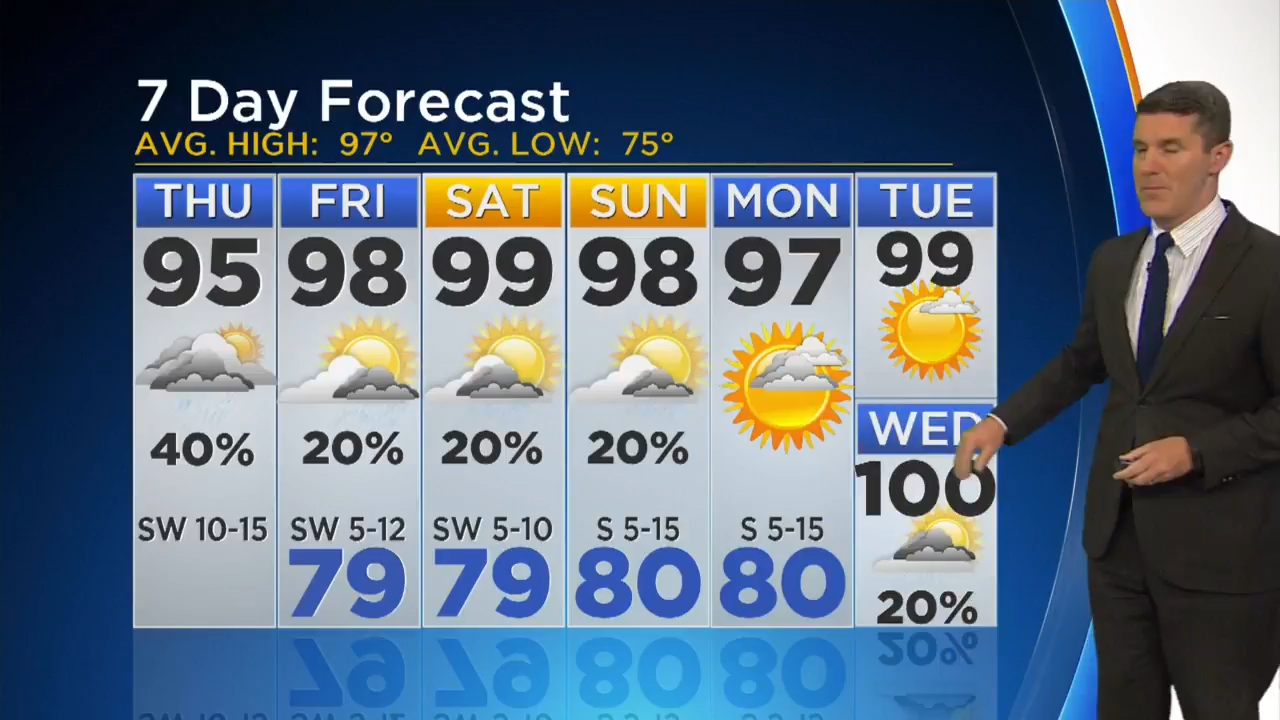 7 Day Forecast
AVG. HIGH: 97° AVG. LOW: 75°
THU FRI SAT SUN MON TUE
95 98 99 98 97 99
WED
100
40% 20% 20% 20%
SW 10-15 SW 5-12 SW 5-10 S 5-15 S 5-15
79 79 80 80
20%